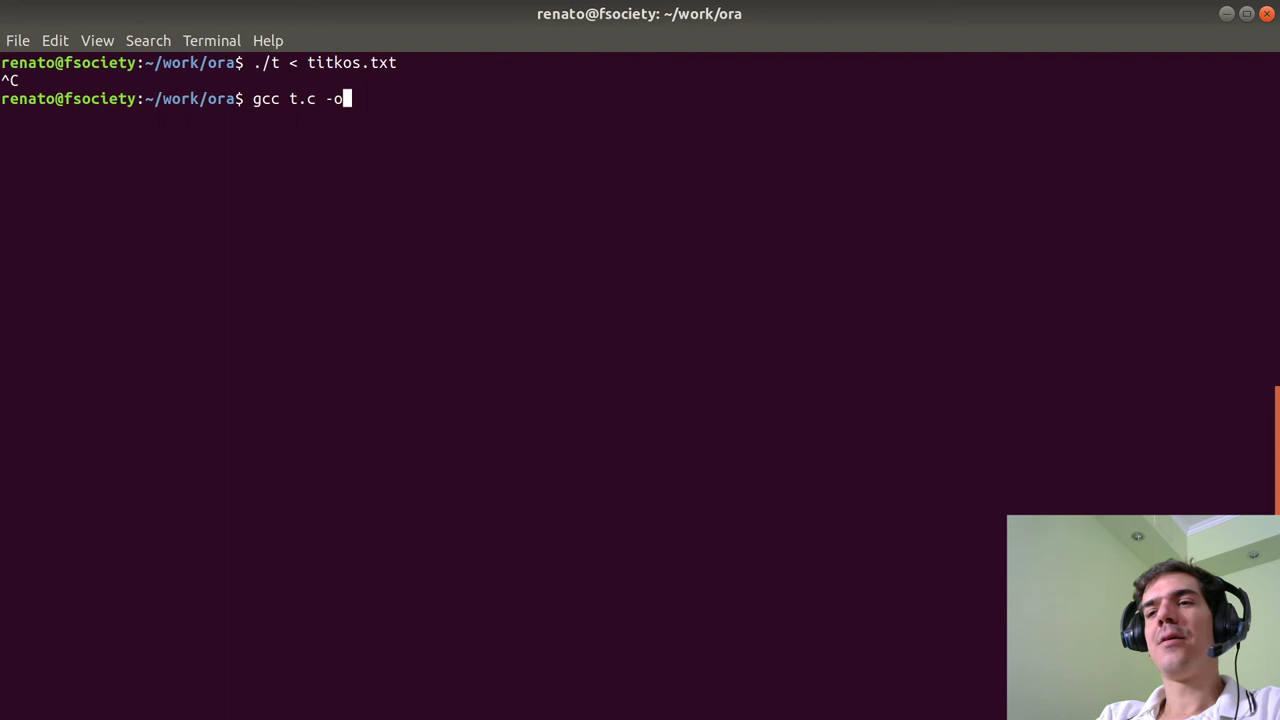 renato@fsociety: ~/work/ora
File Edit View Search Terminal Help
renato@fsociety:~/work/ora$ ./t < titkos.txt
^C
renato@fsociety:~/work/ora$ gcc t.c -o